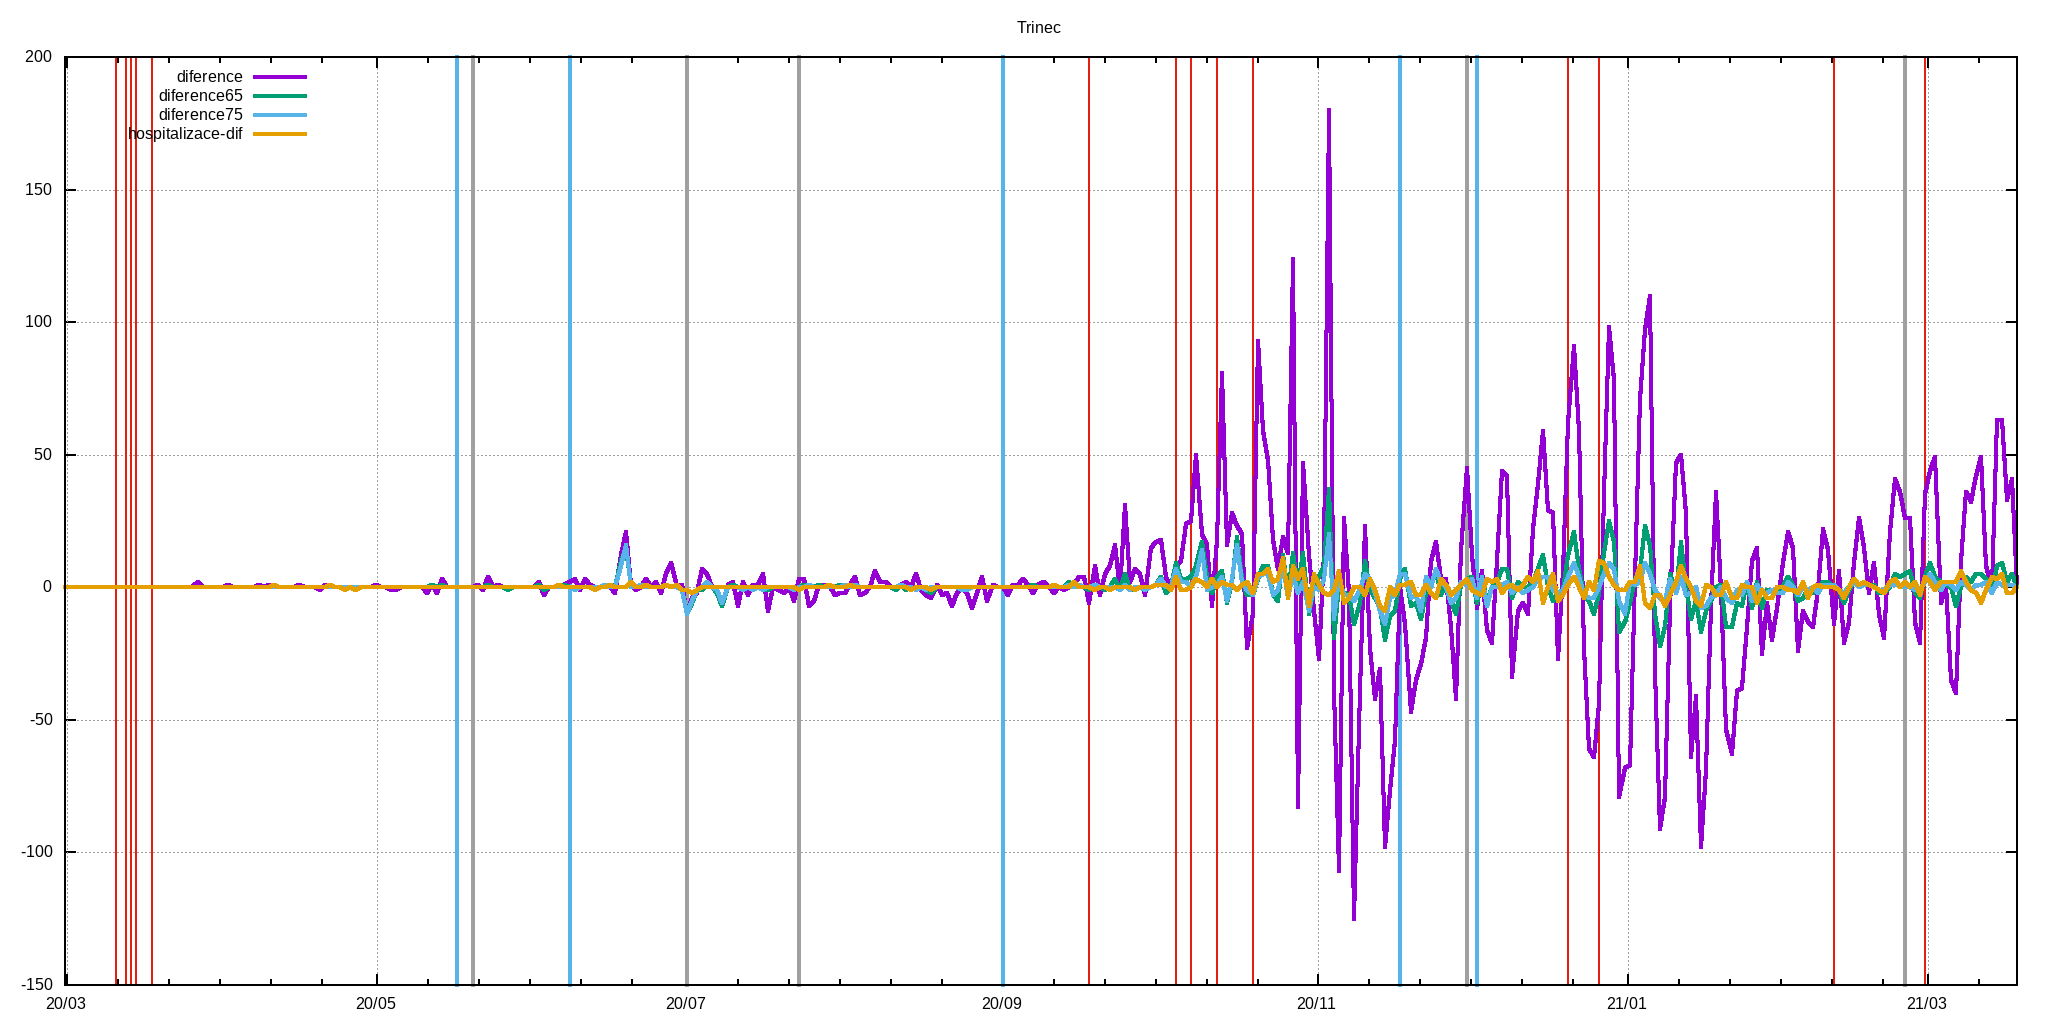 Trinec
200
diference
diference65
diference75
hospitalizace-dif
150
100
50
0
-50
-100
-150
20/03 20/05 20/07 20/09 20/11 21/01 21/03